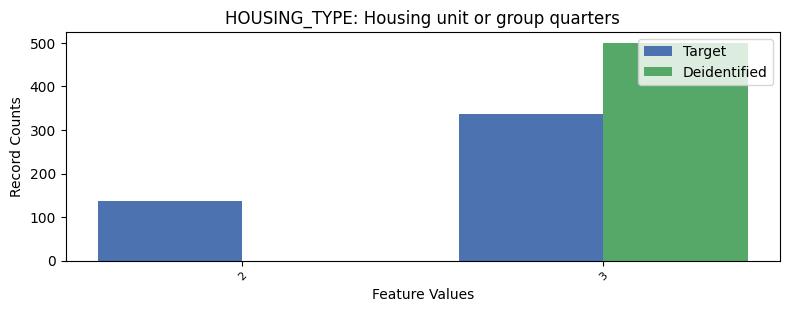 HOUSING_TYPE: Housing unit or group quarters
Target
Deidentified
500
400
300
200
100
0
Record Counts
2
3
Feature Values